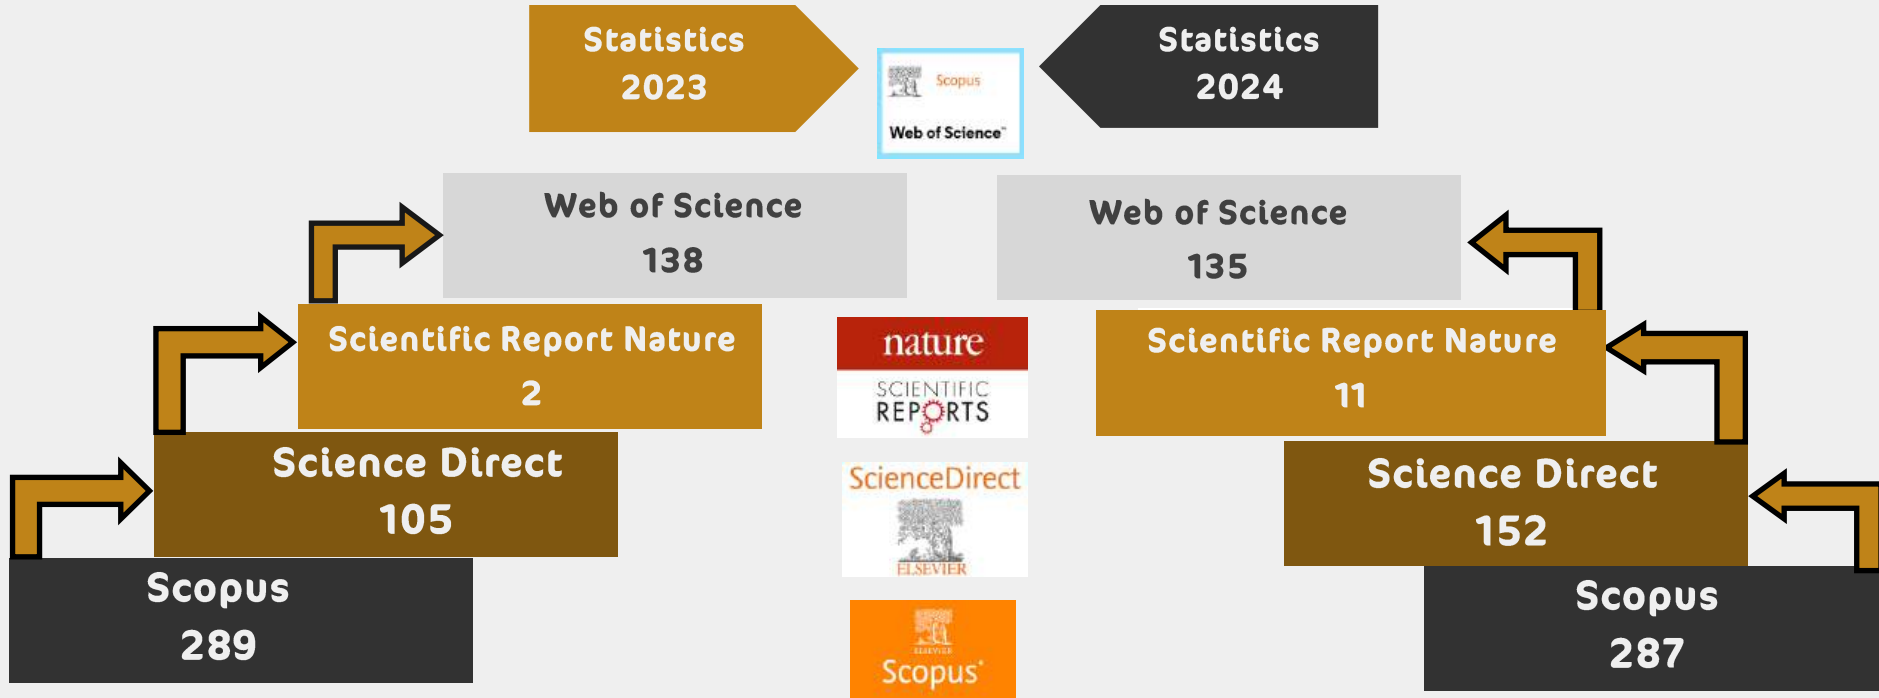 Statistics
2023
Statistics
2024
Scopus
Web of Science™
Web of Science
138
Web of Science
135
Scientific Report Nature
2
nature
SCIENTIFIC
REPORTS
Scientific Report Nature
11
Science Direct
105
ScienceDirect
ELSEVIER
Science Direct
152
Scopus
289
ELSEVIER
Scopus®
Scopus
287